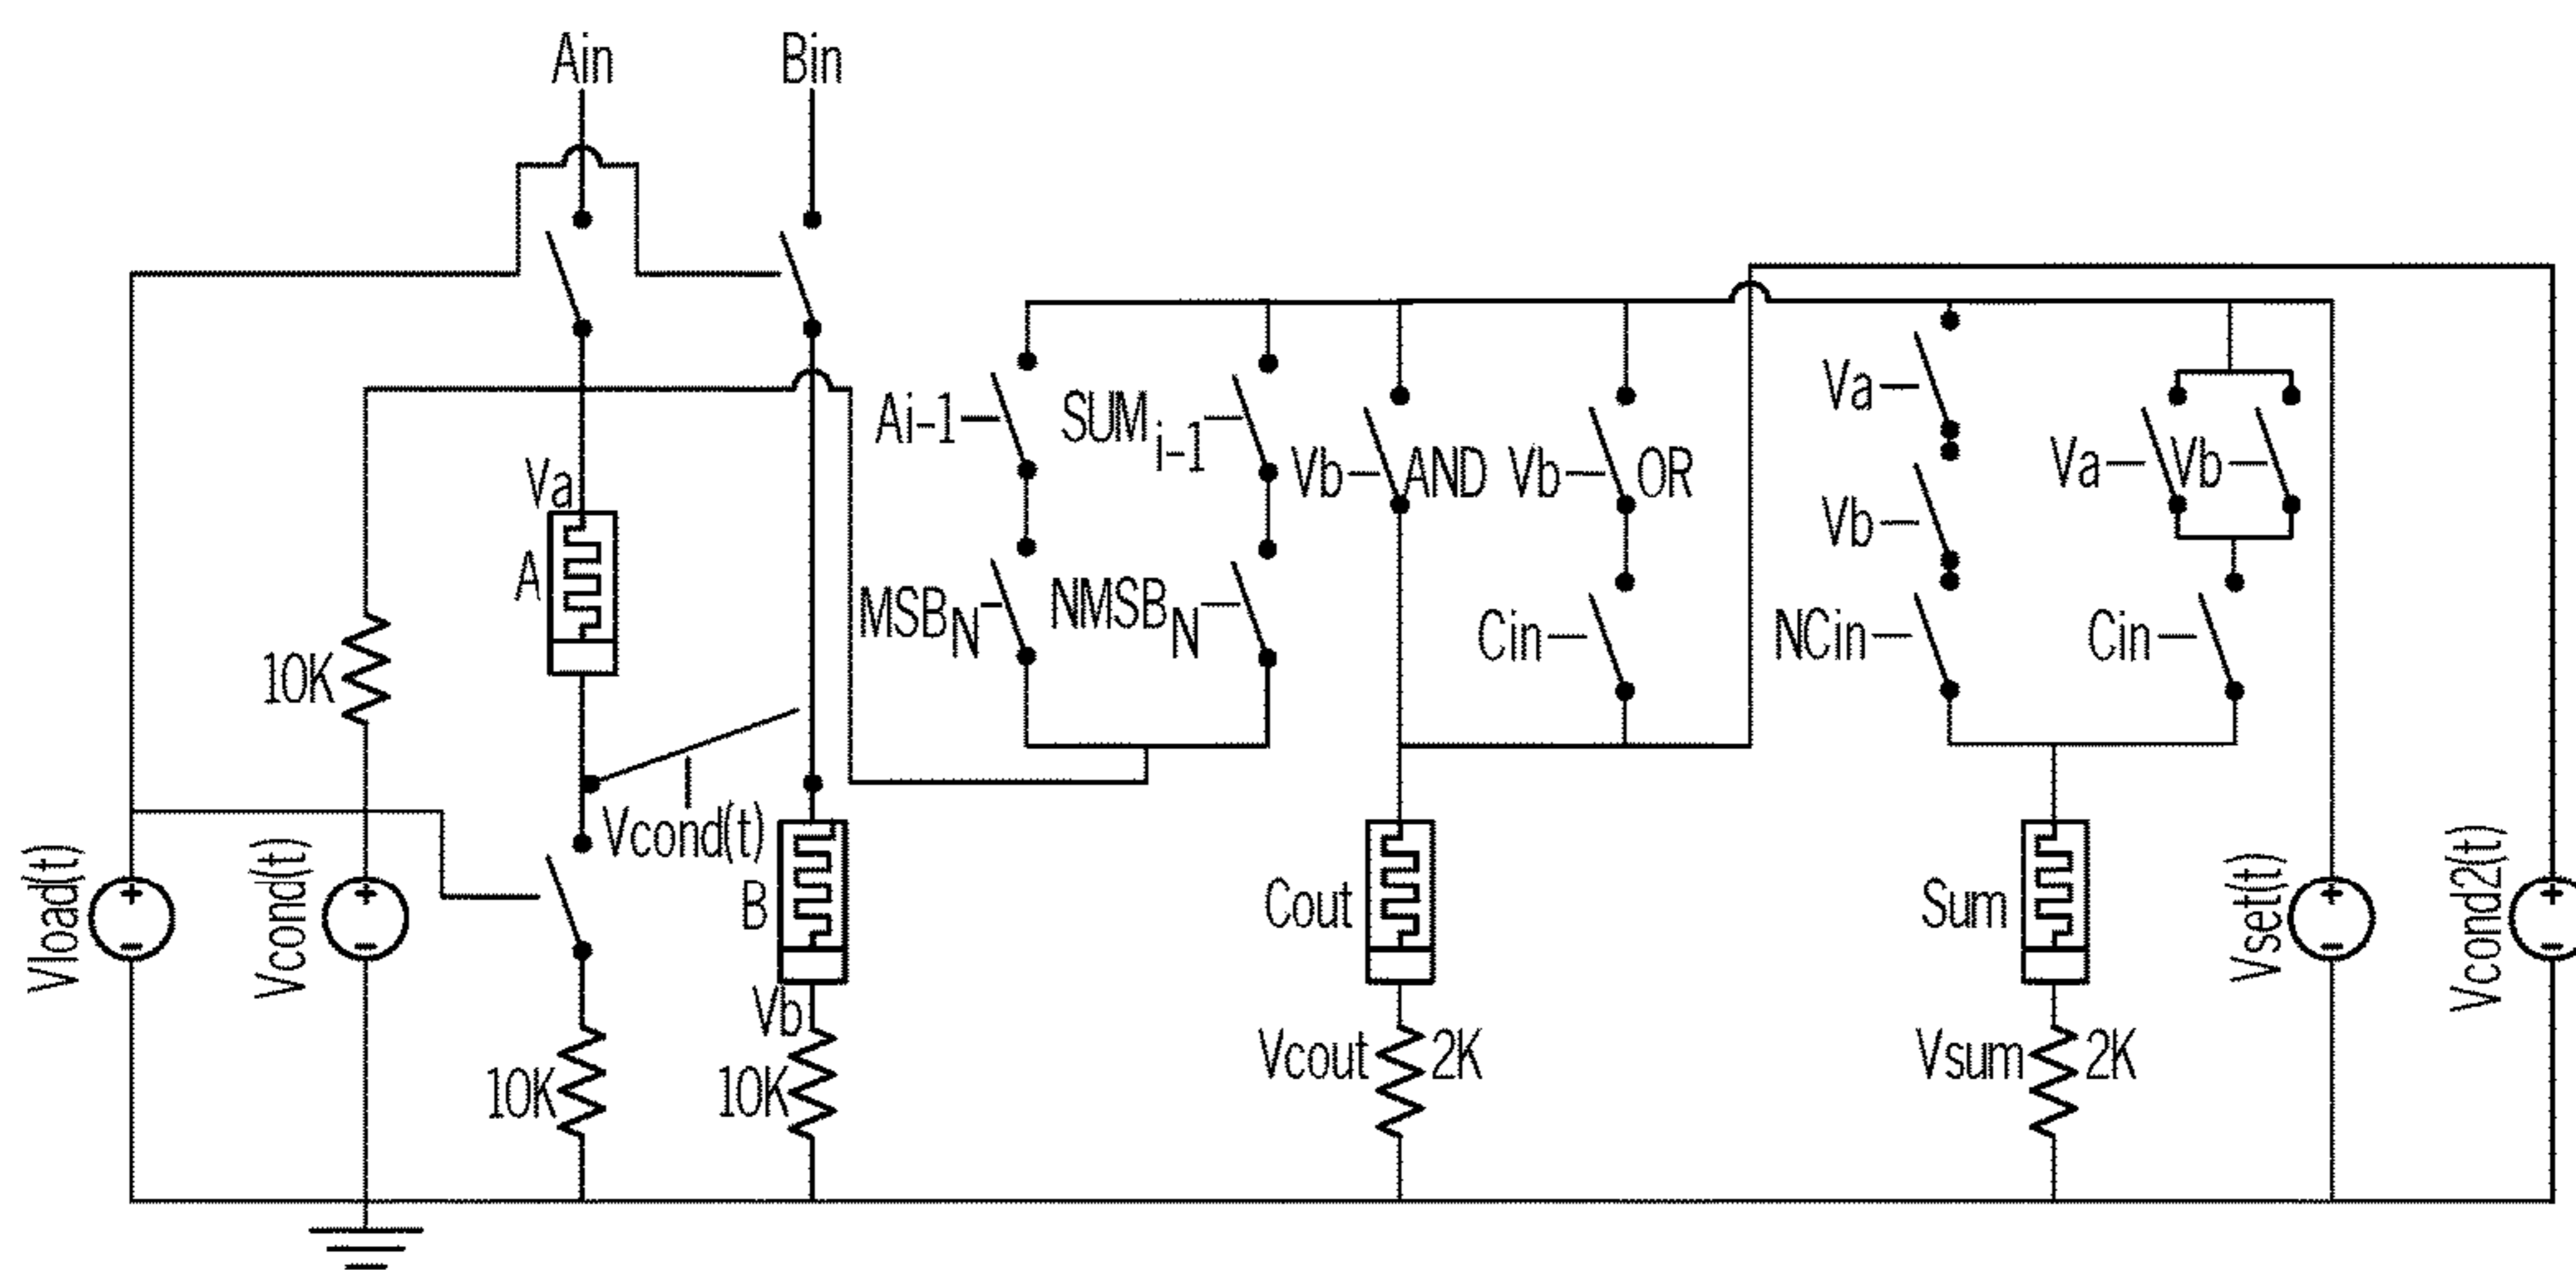 Ain
Bin
Va
A
10K
Vload(t)
Vcond(t)
10K
Vcond(t)
B
Vb
10K
Ai-1
SUMi-1
MSBN
NMSBN
Vb
AND
Vb
OR
Cin
Cout
Vcout
2K
Va
Vb
NCin
Va
Vb
Cin
Sum
Vsum
2K
Vset(t)
Vcond2(t)